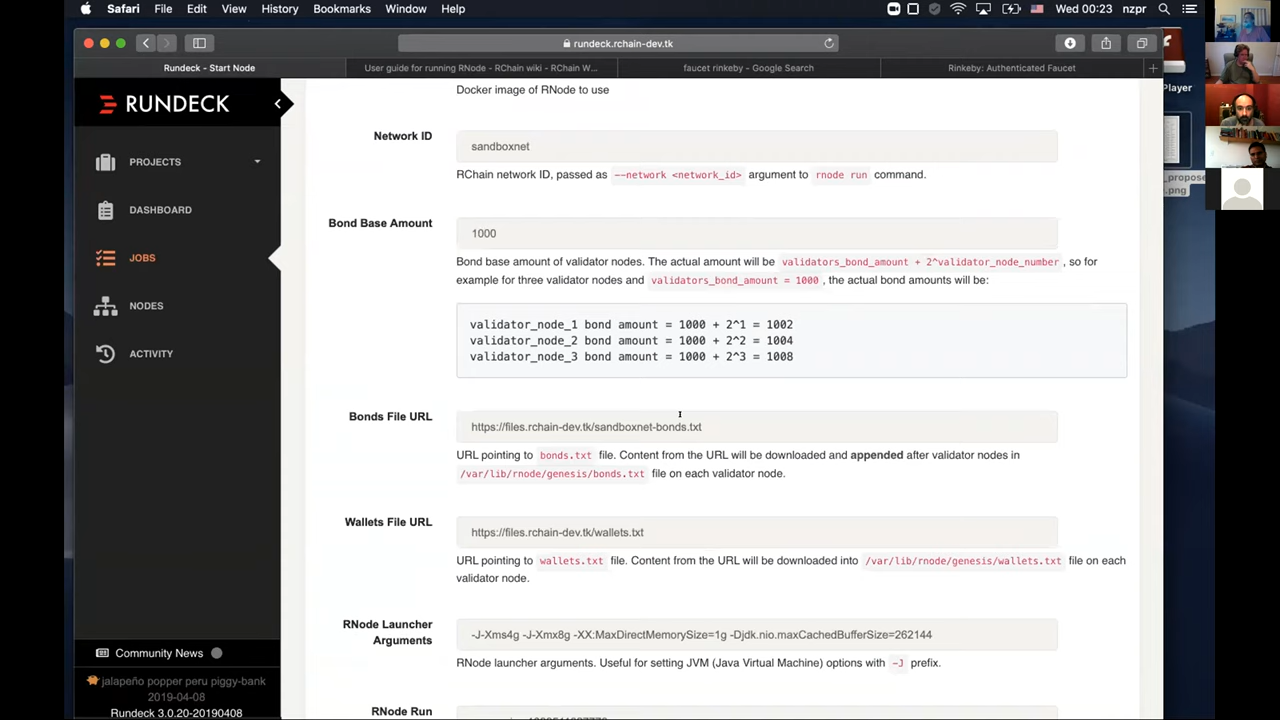 Safari File Edit View History Bookmarks Window Help Wed 00:23 nzpr
rundeck.rchain-dev.tk
Rundeck - Start Node User guide for running RNode - RChain wiki - RChain W... faucet rinkeby - Google Search Rinkeby: Authenticated Faucet +
Player
RUNDECK
PROJECTS
DASHBOARD
JOBS
NODES
ACTIVITY
Community News
jalapeño popper peru piggy-bank
2019-04-08
Rundeck 3.0.20-20190408
Docker image of RNode to use
Network ID
sandboxnet
RChain network ID, passed as --network <network_id> argument to rnode run command.
Bond Base Amount
1000
Bond base amount of validator nodes. The actual amount will be validators_bond_amount + 2^validator_node_number , so for
example for three validator nodes and validators_bond_amount = 1000 , the actual bond amounts will be:
validator_node_1 bond amount = 1000 + 2^1 = 1002
validator_node_2 bond amount = 1000 + 2^2 = 1004
validator_node_3 bond amount = 1000 + 2^3 = 1008
Bonds File URL
https://files.rchain-dev.tk/sandboxnet-bonds.txt
URL pointing to bonds.txt file. Content from the URL will be downloaded and appended after validator nodes in
/var/lib/rnode/genesis/bonds.txt file on each validator node.
Wallets File URL
https://files.rchain-dev.tk/wallets.txt
URL pointing to wallets.txt file. Content from the URL will be downloaded into /var/lib/rnode/genesis/wallets.txt file on each
validator node.
RNode Launcher
Arguments
-J-Xms4g -J-Xmx8g -XX:MaxDirectMemorySize=1g -Djdk.nio.maxCachedBufferSize=262144
RNode launcher arguments. Useful for setting JVM (Java Virtual Machine) options with -J prefix.
RNode Run
_propose
.png